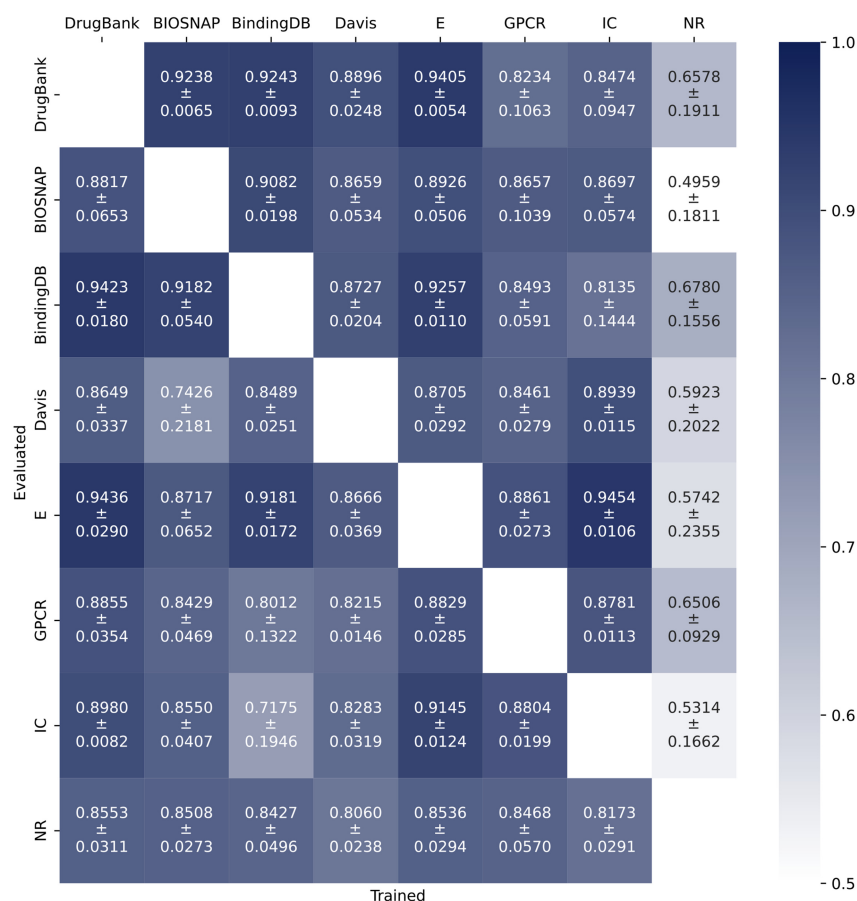 DrugBank BIOSNAP BindingDB Davis E GPCR IC NR
DrugBank
0.9238 0.9243 0.8896 0.9405 0.8234 0.8474 0.6578
± ± ± ± ± ± ±
0.0065 0.0093 0.0248 0.0054 0.1063 0.0947 0.1911
BIOSNAP
0.8817 0.9082 0.8659 0.8926 0.8657 0.8697 0.4959
± ± ± ± ± ± ±
0.0653 0.0198 0.0534 0.0506 0.1039 0.0574 0.1811
BindingDB
0.9423 0.9182 0.8727 0.9257 0.8493 0.8135 0.6780
± ± ± ± ± ± ±
0.0180 0.0540 0.0204 0.0110 0.0591 0.1444 0.1556
Davis
0.8649 0.7426 0.8489 0.8705 0.8461 0.8939 0.5923
± ± ± ± ± ± ±
0.0337 0.2181 0.0251 0.0292 0.0279 0.0115 0.2022
Evaluated
E
0.9436 0.8717 0.9181 0.8666 0.8861 0.9454 0.5742
± ± ± ± ± ± ±
0.0290 0.0652 0.0172 0.0369 0.0273 0.0106 0.2355
GPCR
0.8855 0.8429 0.8012 0.8215 0.8829 0.8781 0.6506
± ± ± ± ± ± ±
0.0354 0.0469 0.1322 0.0146 0.0285 0.0113 0.0929
IC
0.8980 0.8550 0.7175 0.8283 0.9145 0.8804 0.5314
± ± ± ± ± ± ±
0.0082 0.0407 0.1946 0.0319 0.0124 0.0199 0.1662
NR
0.8553 0.8508 0.8427 0.8060 0.8536 0.8468 0.8173
± ± ± ± ± ± ±
0.0311 0.0273 0.0496 0.0238 0.0294 0.0570 0.0291
Trained
1.0
0.9
0.8
0.7
0.6
0.5